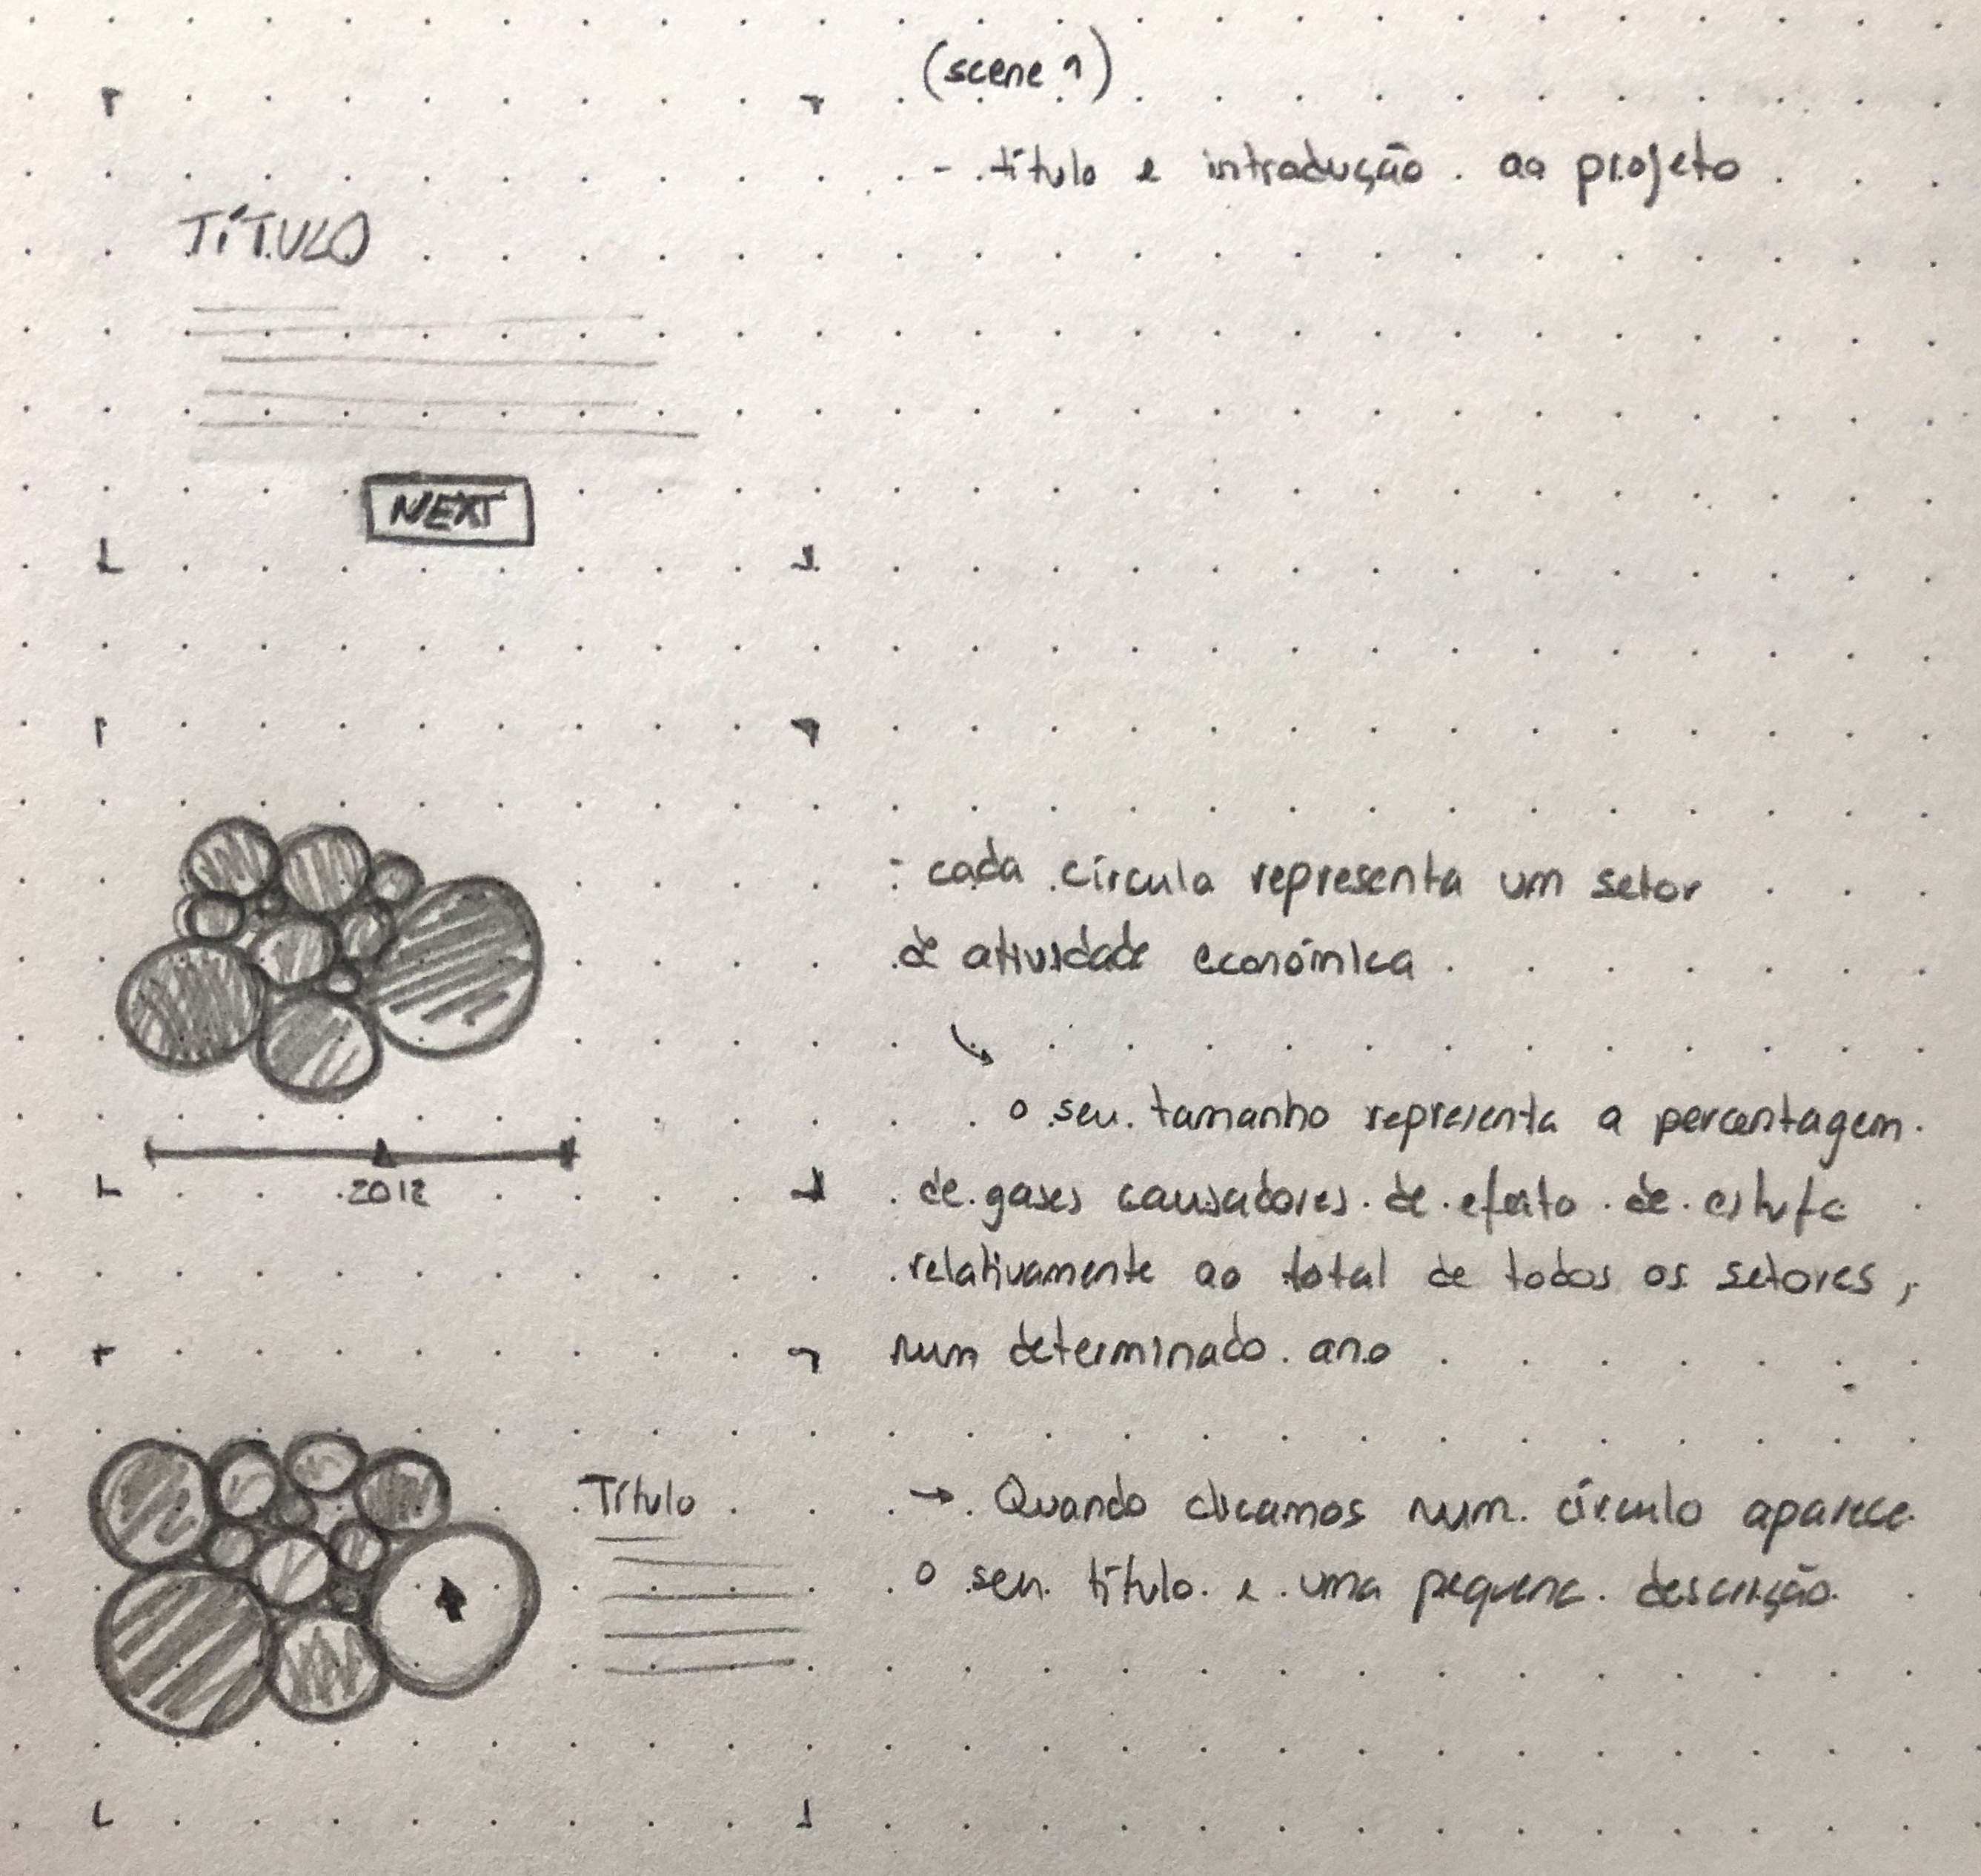 (scene 1)
- título e introdução ao projeto
TÍTULO
NEXT
- cada círculo representa um setor
de atividade económica
o seu tamanho representa a percentagem
de gases causadores de efeito de estufa
relativamente ao total de todos os setores,
num determinado ano
2012
Título
→ Quando clicamos num círculo aparece
o seu título e uma pequena descrição.